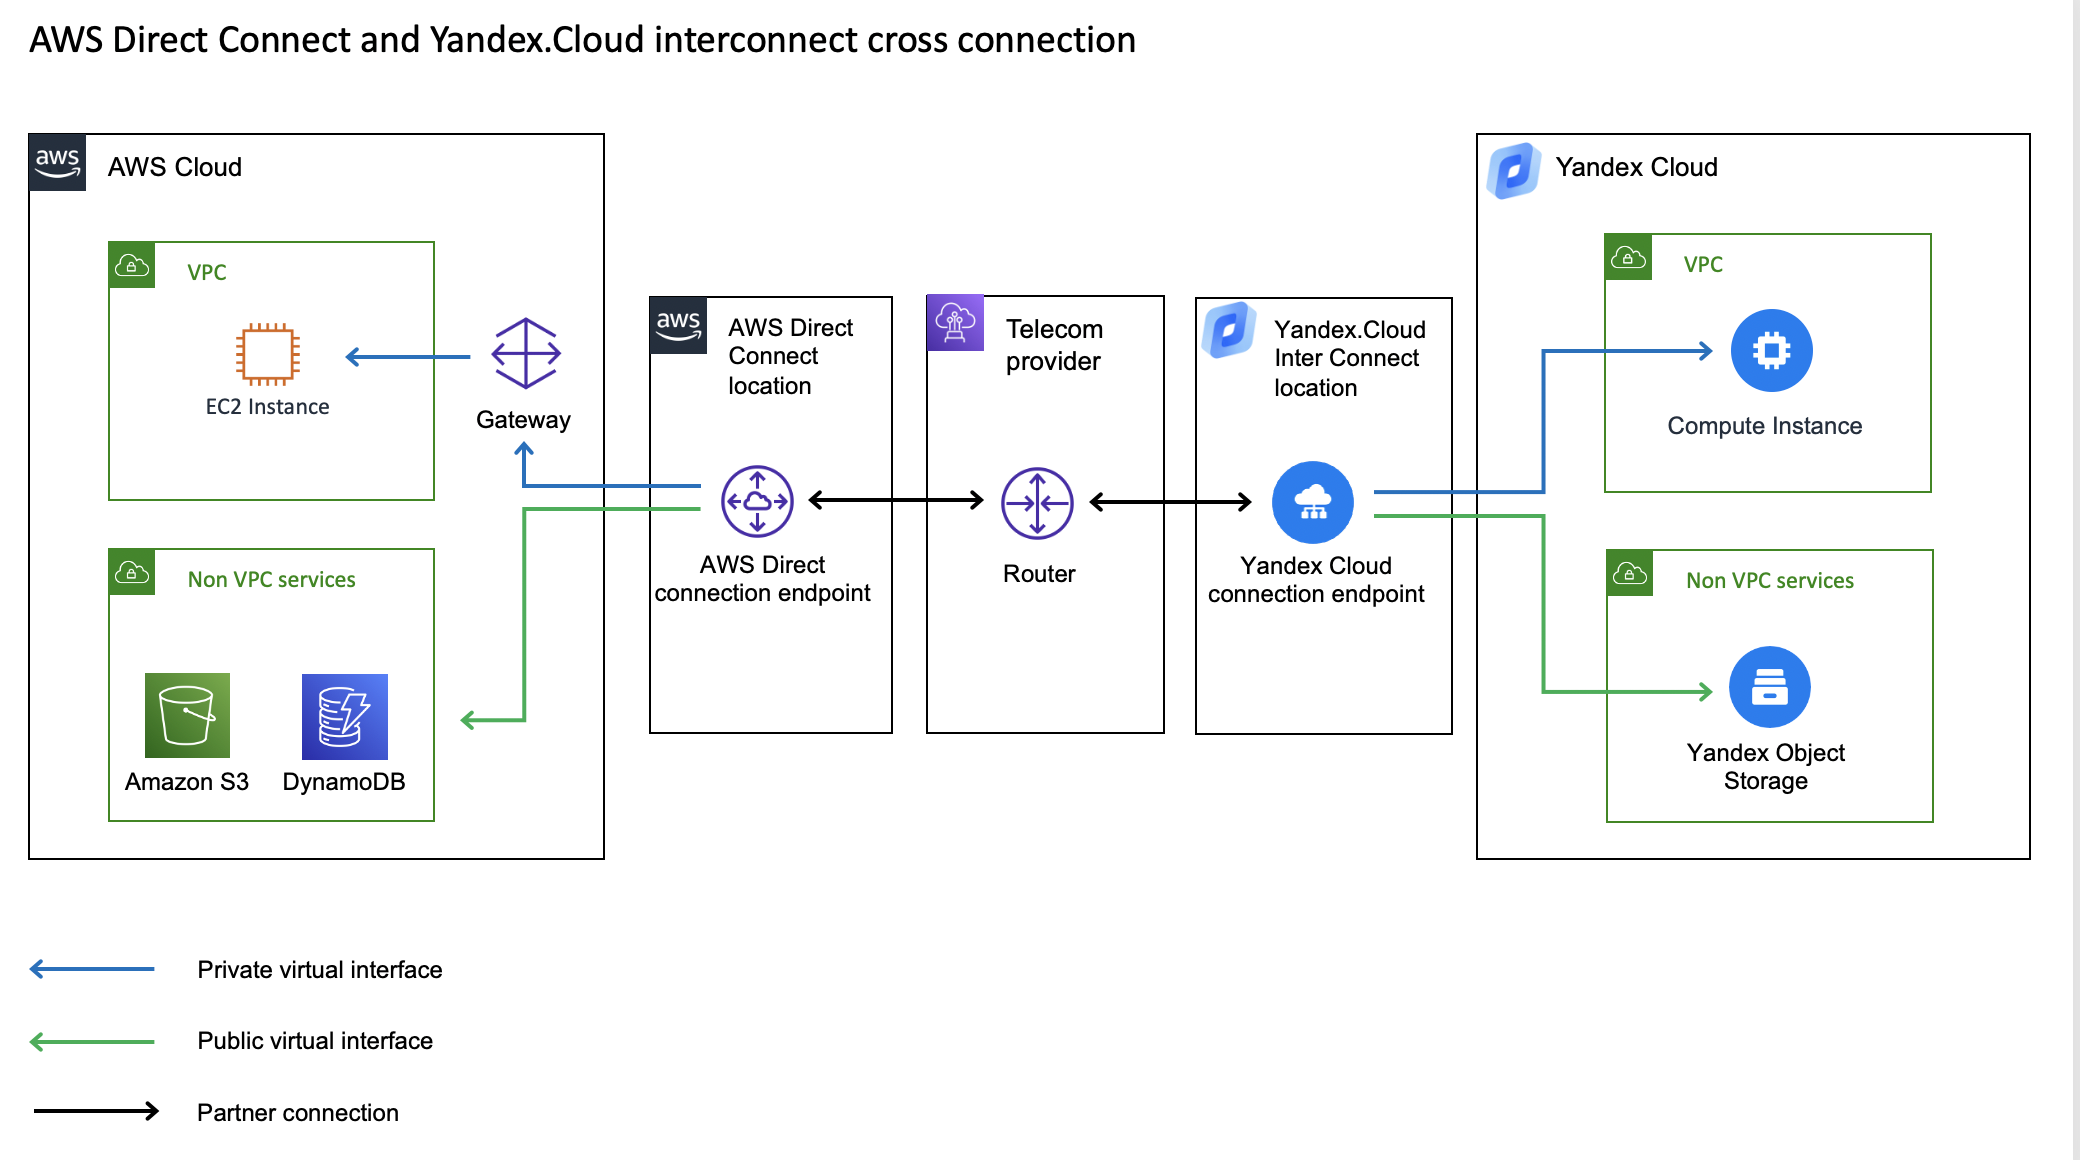 AWS Direct Connect and Yandex.Cloud interconnect cross connection
aws
AWS Cloud
VPC
EC2 Instance
Gateway
Non VPC services
Amazon S3
DynamoDB
aws
AWS Direct
Connect
location
AWS Direct
connection endpoint
Telecom
provider
Router
Yandex.Cloud
Inter Connect
location
Yandex Cloud
connection endpoint
Yandex Cloud
VPC
Compute Instance
Non VPC services
Yandex Object
Storage
Private virtual interface
Public virtual interface
Partner connection